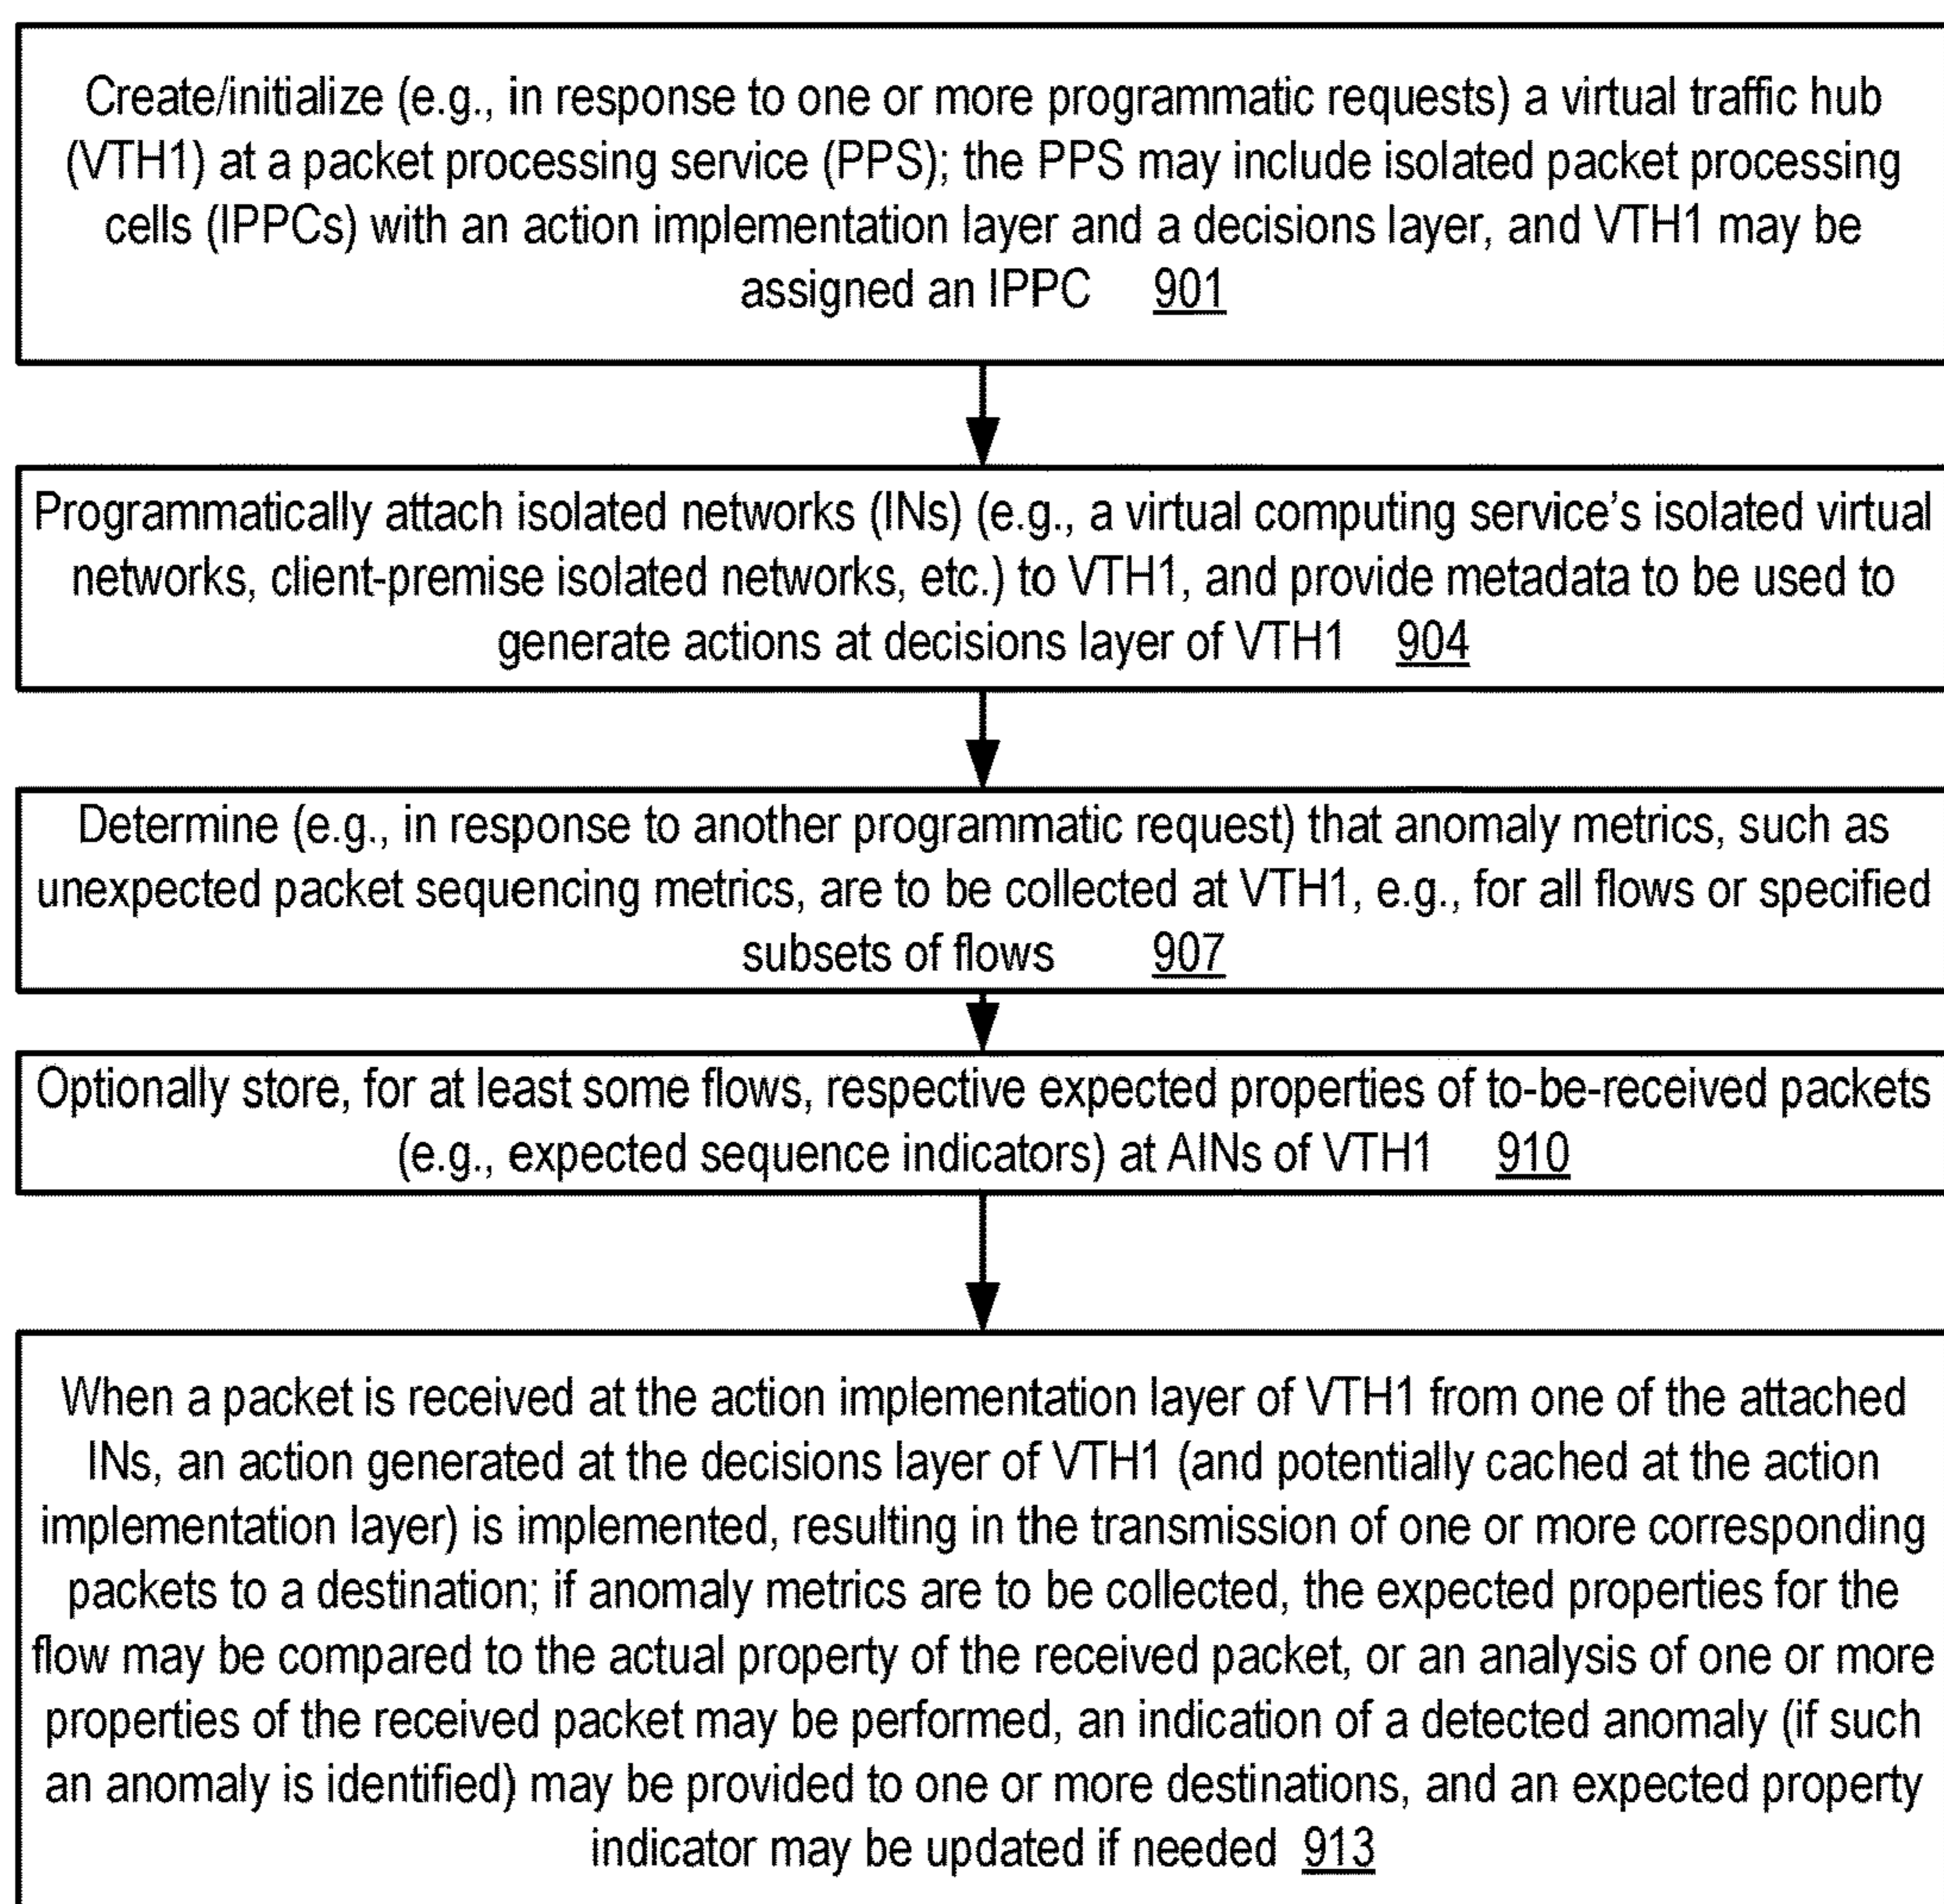 Create/initialize (e.g., in response to one or more programmatic requests) a virtual traffic hub
(VTH1) at a packet processing service (PPS); the PPS may include isolated packet processing
cells (IPPCs) with an action implementation layer and a decisions layer, and VTH1 may be
assigned an IPPC 901
Programmatically attach isolated networks (INs) (e.g., a virtual computing service’s isolated virtual
networks, client-premise isolated networks, etc.) to VTH1, and provide metadata to be used to
generate actions at decisions layer of VTH1 904
Determine (e.g., in response to another programmatic request) that anomaly metrics, such as
unexpected packet sequencing metrics, are to be collected at VTH1, e.g., for all flows or specified
subsets of flows 907
Optionally store, for at least some flows, respective expected properties of to-be-received packets
(e.g., expected sequence indicators) at AINs of VTH1 910
When a packet is received at the action implementation layer of VTH1 from one of the attached
INs, an action generated at the decisions layer of VTH1 (and potentially cached at the action
implementation layer) is implemented, resulting in the transmission of one or more corresponding
packets to a destination; if anomaly metrics are to be collected, the expected properties for the
flow may be compared to the actual property of the received packet, or an analysis of one or more
properties of the received packet may be performed, an indication of a detected anomaly (if such
an anomaly is identified) may be provided to one or more destinations, and an expected property
indicator may be updated if needed 913